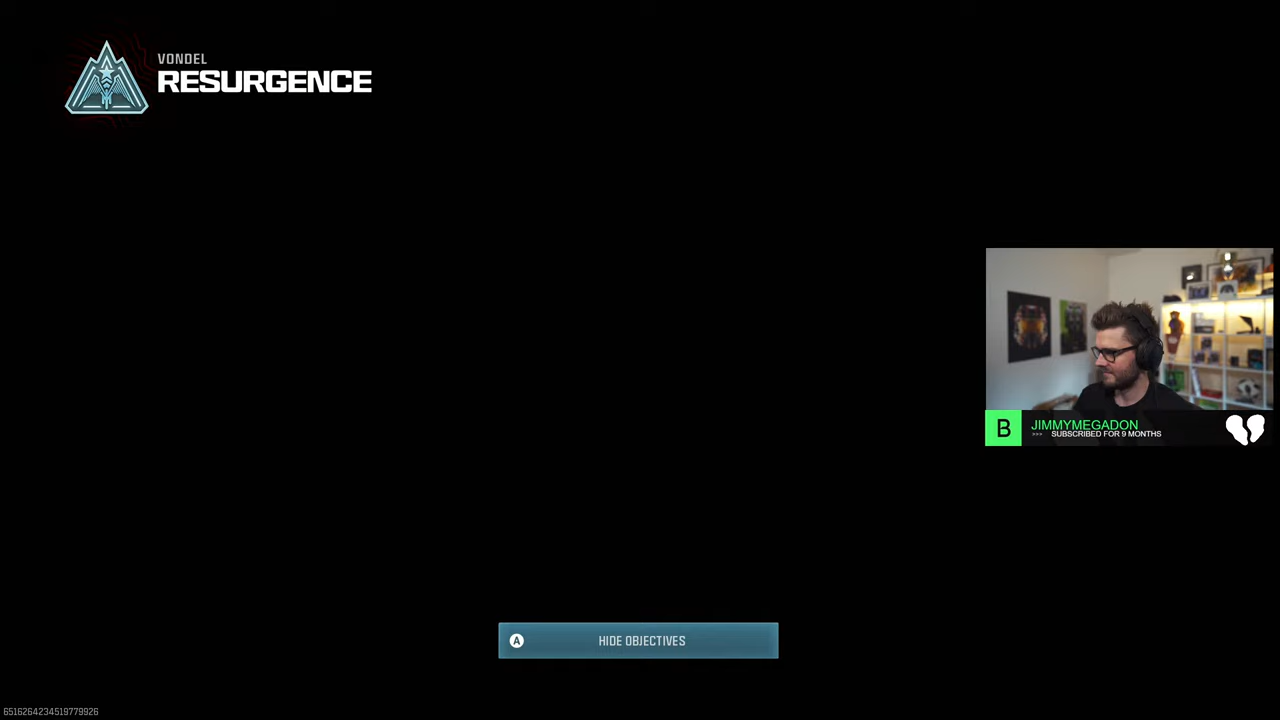 VONDEL
RESURGENCE
B
JIMMYMEGADON
>>> SUBSCRIBED FOR 9 MONTHS
A HIDE OBJECTIVES
6516264234519779926